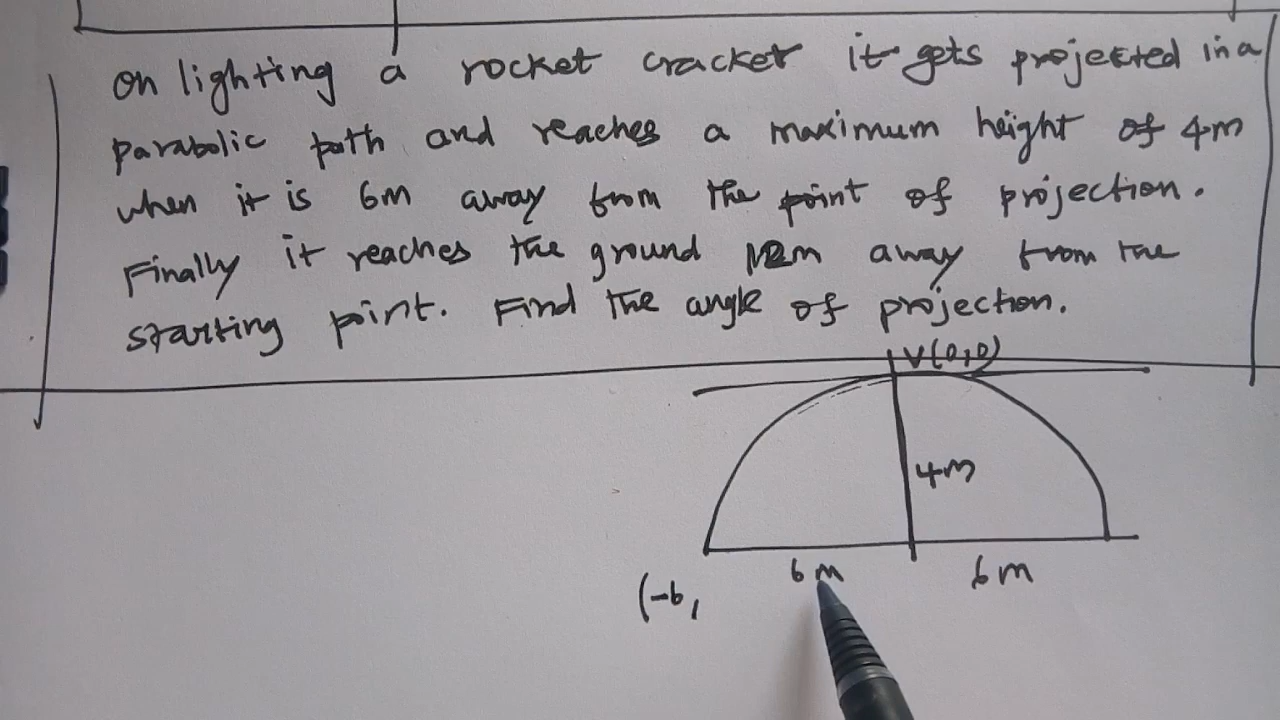 on lighting a rocket cracket it gets projected in a
parabolic path and reaches a maximum height of 4m
when it is 6m away from the point of projection.
Finally it reaches the ground 12m away from the
starting point. Find the angle of projection.
V(0,0)
4m
6m
6m
(-6,